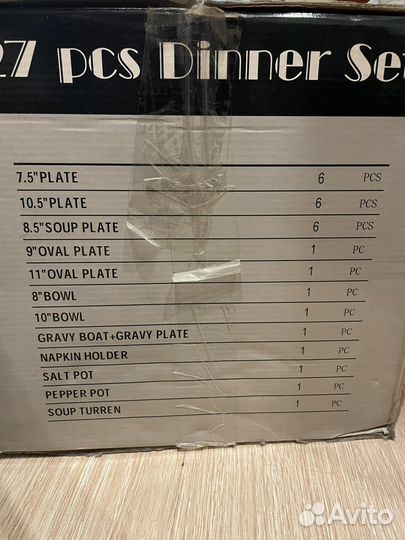 27 pcs Dinner Set
7.5"PLATE 6 PCS
10.5"PLATE 6 PCS
8.5"SOUP PLATE 6 PCS
9"OVAL PLATE 1 PC
11"OVAL PLATE 1 PC
8"BOWL 1 PC
10"BOWL 1 PC
GRAVY BOAT+GRAVY PLATE 1 PC
NAPKIN HOLDER 1 PC
SALT POT 1 PC
PEPPER POT 1 PC
SOUP TURREN 1 PC
Avito